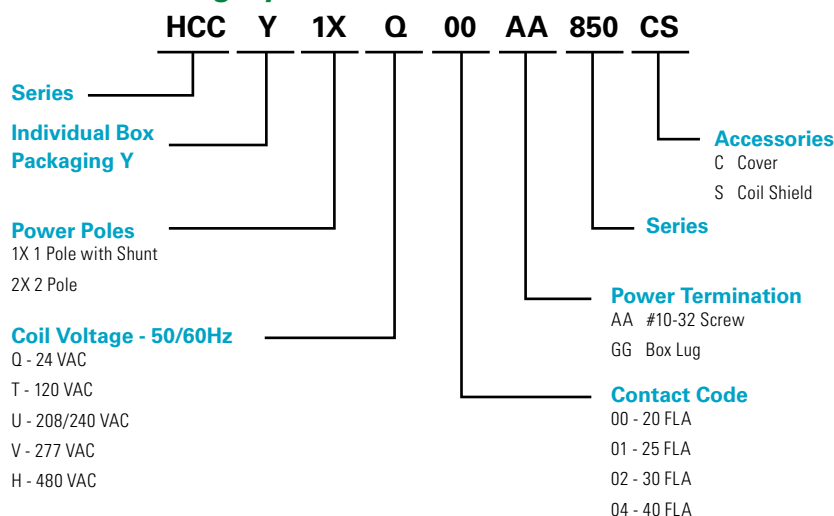 HCC Y 1X Q 00 AA 850 CS
Series
Individual Box
Packaging Y
Power Poles
1X 1 Pole with Shunt
2X 2 Pole
Coil Voltage - 50/60Hz
Q - 24 VAC
T - 120 VAC
U - 208/240 VAC
V - 277 VAC
H - 480 VAC
Accessories
C Cover
S Coil Shield
Series
Power Termination
AA #10-32 Screw
GG Box Lug
Contact Code
00 - 20 FLA
01 - 25 FLA
02 - 30 FLA
04 - 40 FLA